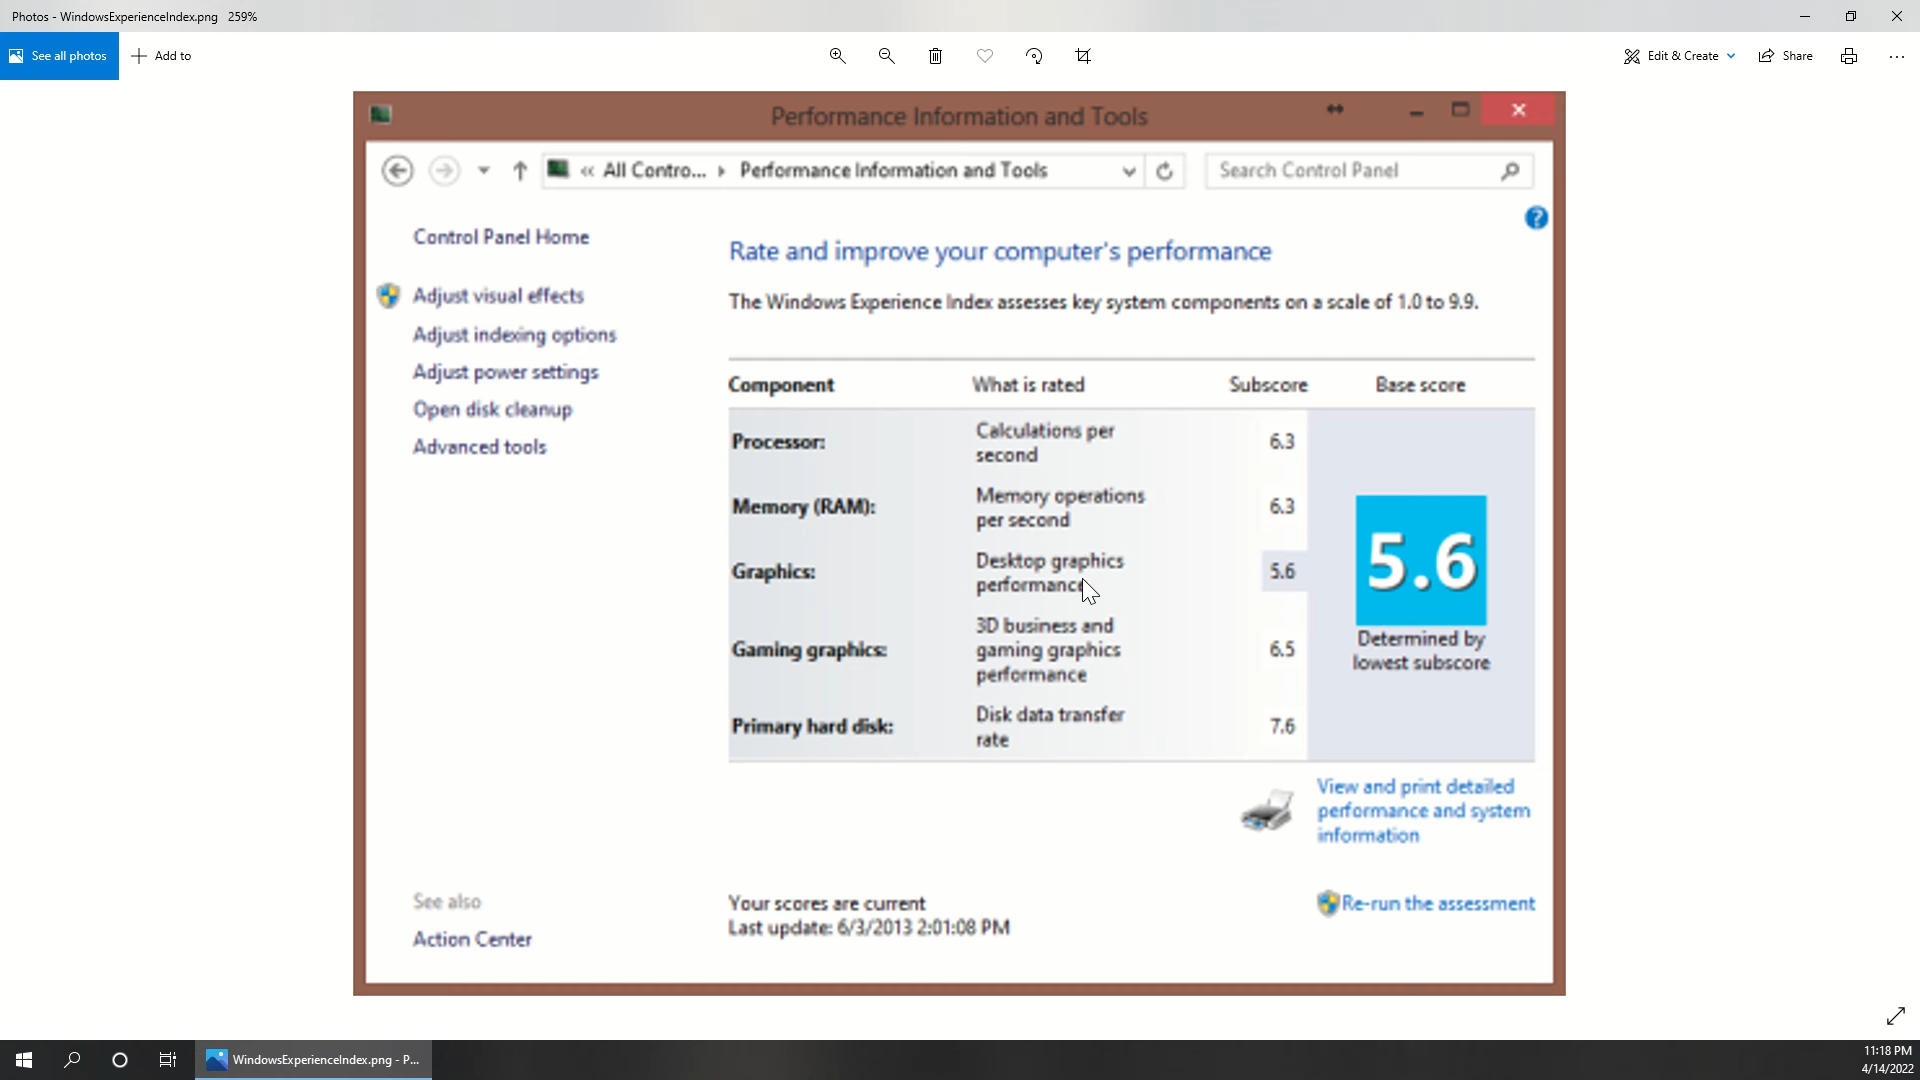 Photos - WindowsExperienceIndex.png   259%
See all photos
Add to
Edit & Create
Share
Performance Information and Tools
« All Contro... Performance Information and Tools
Search Control Panel
Control Panel Home
Adjust visual effects
Adjust indexing options
Adjust power settings
Open disk cleanup
Advanced tools
Rate and improve your computer's performance
The Windows Experience Index assesses key system components on a scale of 1.0 to 9.9.
Component What is rated Subscore Base score
Processor: Calculations per
second 6.3
Memory (RAM): Memory operations
per second 6.3
Graphics: Desktop graphics
performance 5.6
Gaming graphics: 3D business and
gaming graphics
performance 6.5
Primary hard disk: Disk data transfer
rate 7.6
5.6
Determined by
lowest subscore
View and print detailed
performance and system
information
Your scores are current
Last update: 6/3/2013 2:01:08 PM
Re-run the assessment
See also
Action Center
WindowsExperienceIndex.png - P...
11:18 PM
4/14/2022